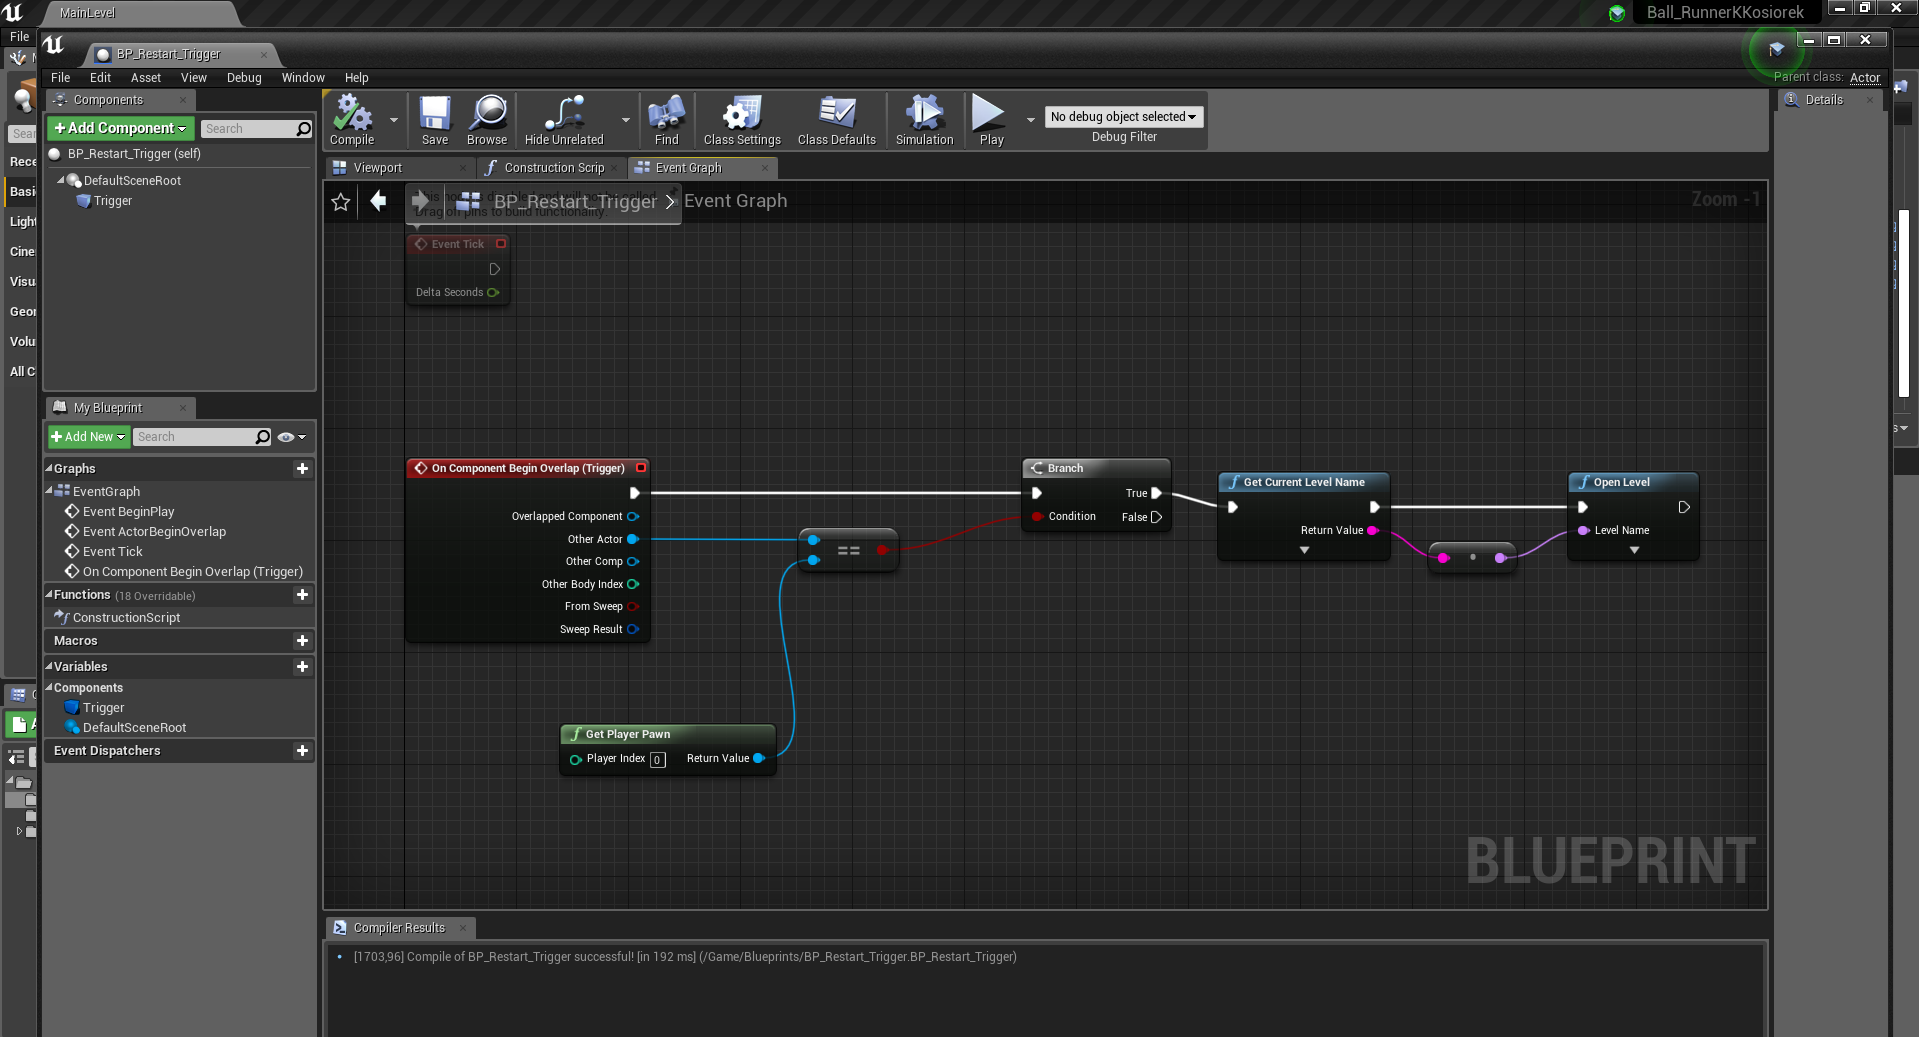 MainLevel
Ball_RunnerKKosiorek
File
BP_Restart_Trigger
File Edit Asset View Debug Window Help
Parent class: Actor
Components
Details
+Add Component
Search
BP_Restart_Trigger (self)
DefaultSceneRoot
Trigger
Compile
Save
Browse
Hide Unrelated
Find
Class Settings
Class Defaults
Simulation
Play
No debug object selected
Debug Filter
Viewport
Construction Scrip
Event Graph
BP_Restart_Trigger > Event Graph
Zoom -1
Drag off pins to build functionality.
Event Tick
Delta Seconds
Sear
Rece
Basic
Light
Cine
Visua
Geor
Volu
All C
My Blueprint
+Add New
Search
Graphs
EventGraph
Event BeginPlay
Event ActorBeginOverlap
Event Tick
On Component Begin Overlap (Trigger)
Functions (18 Overridable)
ConstructionScript
Macros
Variables
Components
Trigger
DefaultSceneRoot
Event Dispatchers
On Component Begin Overlap (Trigger)
Overlapped Component
Other Actor
Other Comp
Other Body Index
From Sweep
Sweep Result
==
Branch
True
Condition
False
Get Current Level Name
Return Value
Open Level
Level Name
Get Player Pawn
Player Index 0
Return Value
BLUEPRINT
Compiler Results
• [1703,96] Compile of BP_Restart_Trigger successful! [in 192 ms] (/Game/Blueprints/BP_Restart_Trigger.BP_Restart_Trigger)